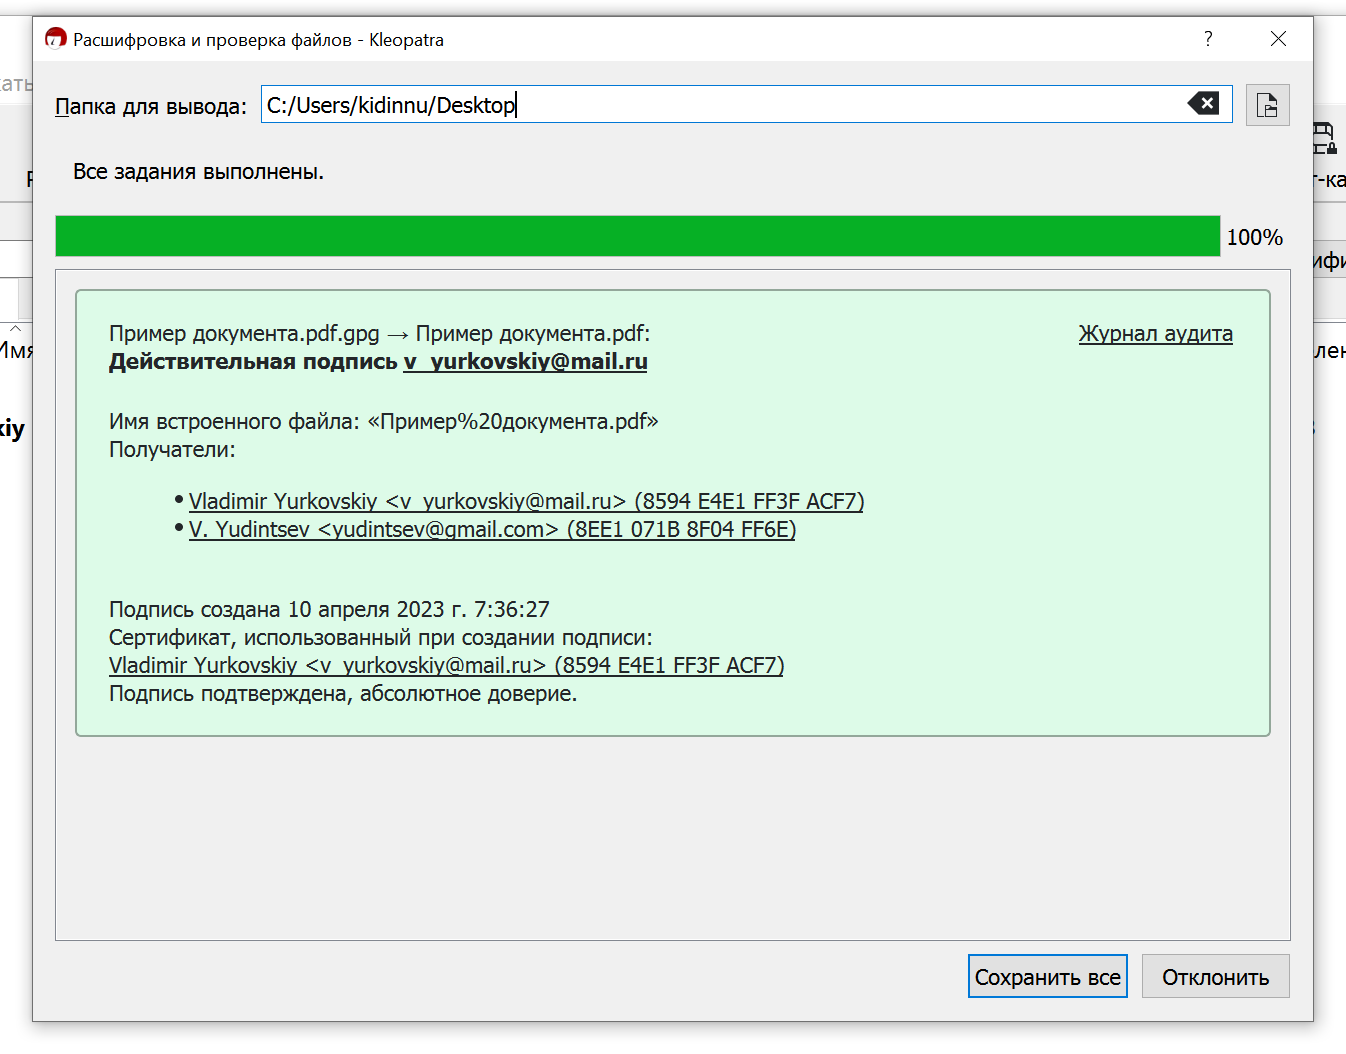 Расшифровка и проверка файлов - Kleopatra
?
Папка для вывода: C:/Users/kidinnu/Desktop
Все задания выполнены.
100%
Пример документа.pdf.gpg → Пример документа.pdf:
Журнал аудита
Действительная подпись v_yurkovskiy@mail.ru
Имя встроенного файла: «Пример%20документа.pdf»
Получатели:
• Vladimir Yurkovskiy <v_yurkovskiy@mail.ru> (8594 E4E1 FF3F ACF7)
• V. Yudintsev <yudintsev@gmail.com> (8EE1 071B 8F04 FF6E)
Подпись создана 10 апреля 2023 г. 7:36:27
Сертификат, использованный при создании подписи:
Vladimir Yurkovskiy <v_yurkovskiy@mail.ru> (8594 E4E1 FF3F ACF7)
Подпись подтверждена, абсолютное доверие.
Сохранить все
Отклонить